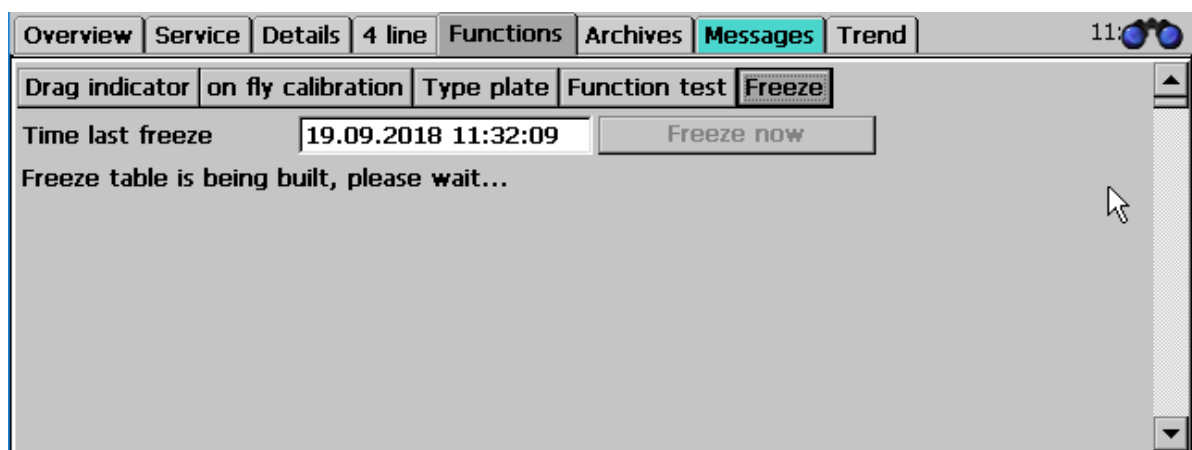 Overview Service Details 4 line Functions Archives Messages Trend 11:
Drag indicator on fly calibration Type plate Function test Freeze
Time last freeze 19.09.2018 11:32:09 Freeze now
Freeze table is being built, please wait...